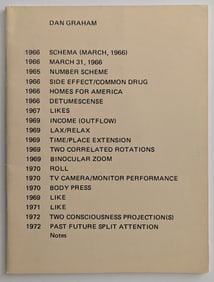 DAN GRAHAM
1966 SCHEMA (MARCH, 1966)
1966 MARCH 31, 1966
1965 NUMBER SCHEME
1966 SIDE EFFECT/COMMON DRUG
1966 HOMES FOR AMERICA
1966 DETUMESCENSE
1967 LIKES
1969 INCOME (OUTFLOW)
1969 LAX/RELAX
1969 TIME/PLACE EXTENSION
1969 TWO CORRELATED ROTATIONS
1969 BINOCULAR ZOOM
1970 ROLL
1970 TV CAMERA/MONITOR PERFORMANCE
1970 BODY PRESS
1969 LIKE
1971 LIKE
1972 TWO CONSCIOUSNESS PROJECTION(S)
1972 PAST FUTURE SPLIT ATTENTION
Notes